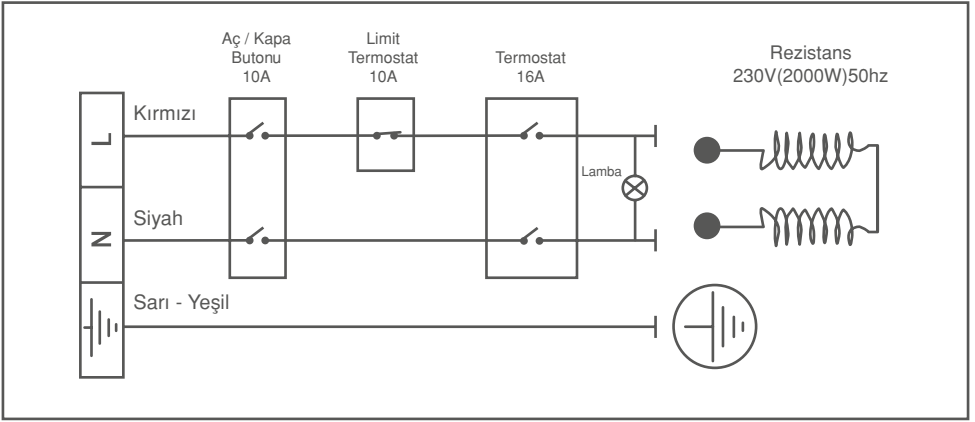 Aç / Kapa
Butonu
10A
Limit
Termostat
10A
Termostat
16A
Rezistans
230V(2000W)50hz
L
Kırmızı
Lamba
N
Siyah
Sarı - Yeşil